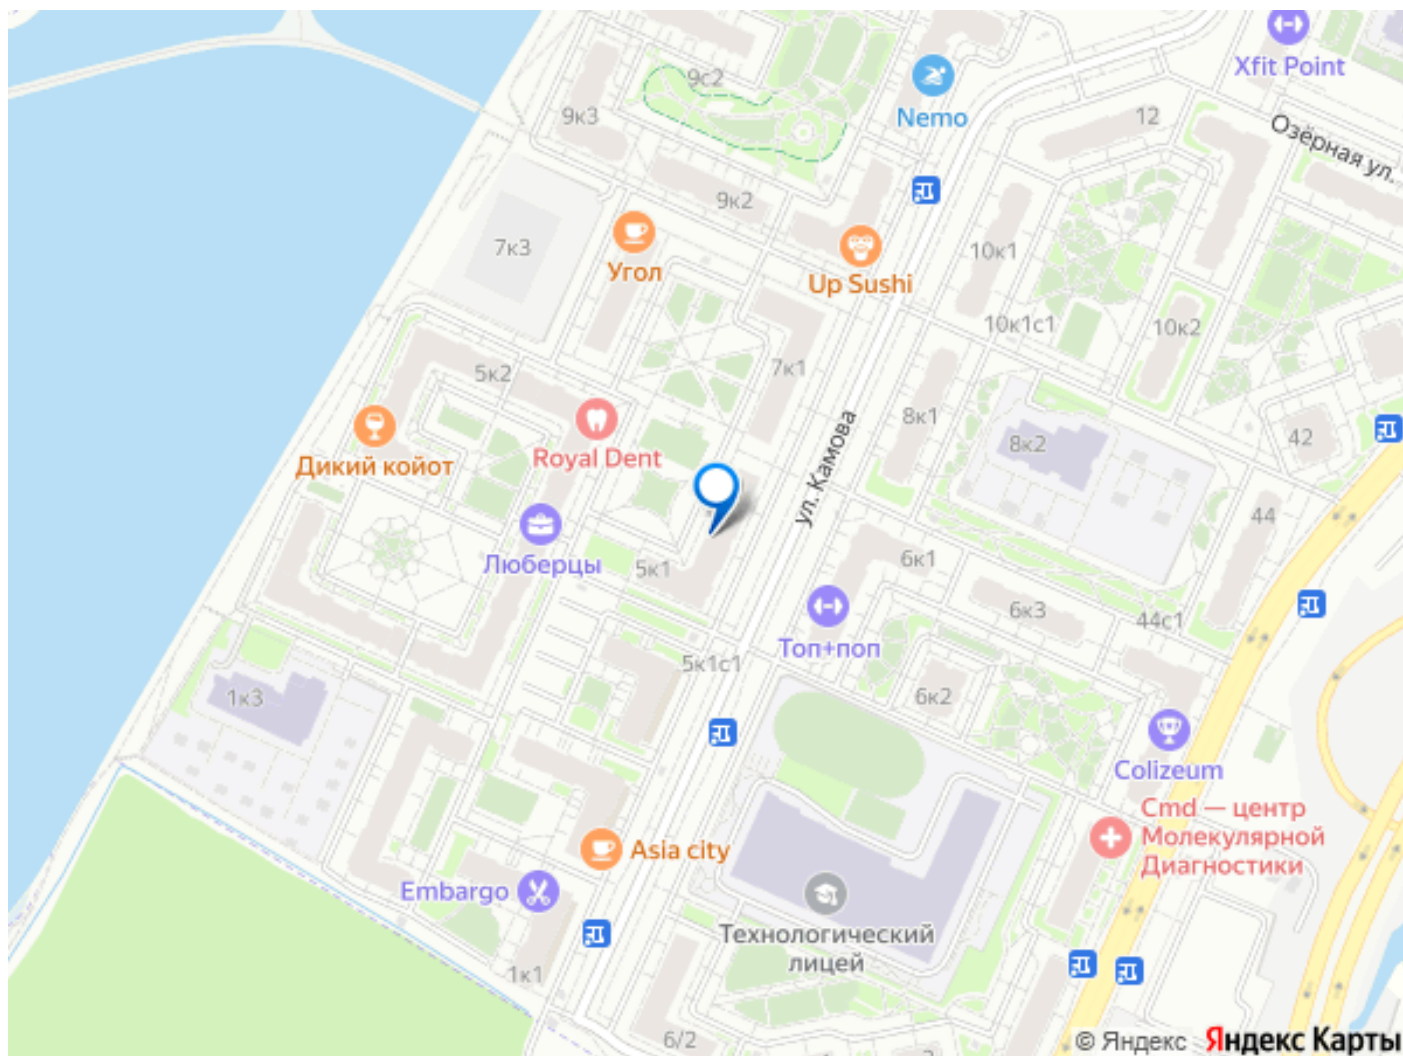 Xfit Point
9с2
9к3
Nemo
12
Озёрная ул.
9к2
7к3
Угол
Up Sushi
10к1
10к1с1
10к2
5к2
7к1
8к1
8к2
42
Дикий койот
Royal Dent
ул. Камова
44
Люберцы
5к1
6к1
6к3
44с1
Топ+поп
5к1с1
6к2
1к3
Colizeum
Cmd — центр
Молекулярной
Диагностики
Asia city
Embargo
Технологический
лицей
1к1
6/2
© Яндекс Яндекс Карты